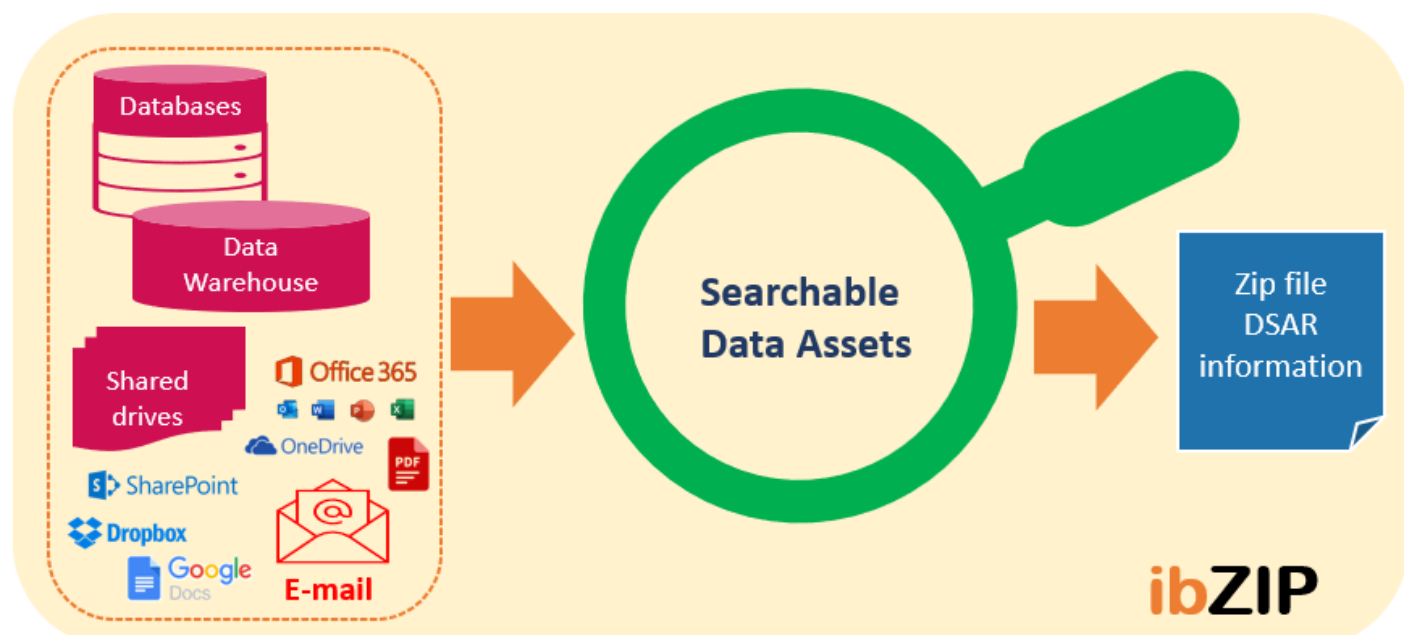 Databases
Data
Warehouse
Shared
drives
Office 365
OneDrive
PDF
SharePoint
Dropbox
Google
Docs
@
E-mail
Searchable
Data Assets
Zip file
DSAR
information
ibZIP